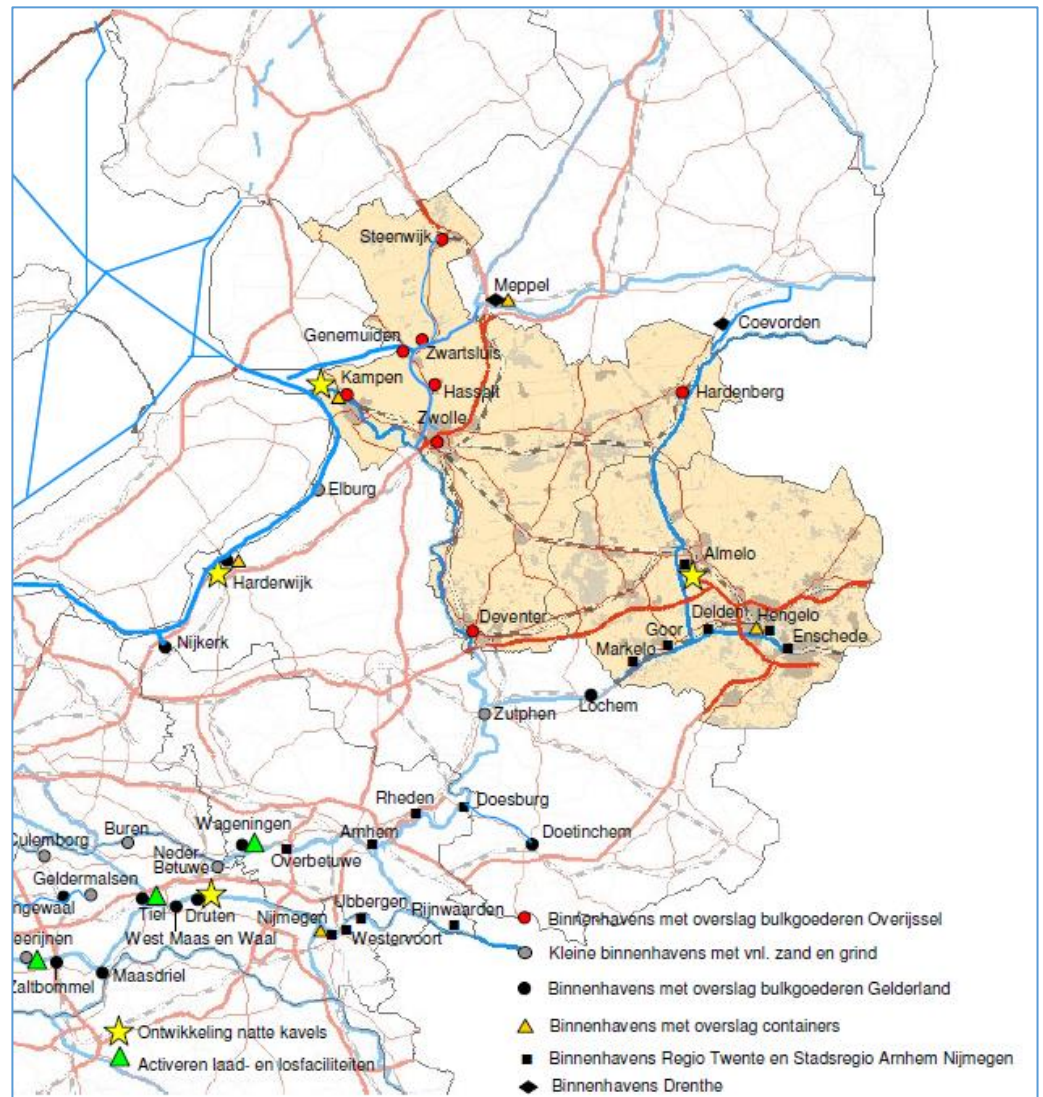 Steenwijk
Meppel
Genemuiden
Zwartsluis
Coevorden
Kampen
Hasselt
Hardenberg
Zwolle
Elburg
Almelo
Harderwijk
Deventer
Delden
Hengelo
Goor
Enschede
Nijkerk
Markelo
Lochem
Zutphen
Rheden
Doesburg
Buren
Wageningen
Arnhem
Doetinchem
Culemborg
Neder
Betuwe
Overbetuwe
Geldermalsen
Ubbergen
ngewaal
Tiel
Druten
Nijmegen
Rijnwaarden
West Maas en Waal
Westervoort
eerijnen
Maasdriel
Zaltbommel
Binnenhavens met overslag bulkgoederen Overijssel
Kleine binnenhavens met vnl. zand en grind
Binnenhavens met overslag bulkgoederen Gelderland
Ontwikkeling natte kavels
Binnenhavens met overslag containers
Activeren laad- en losfaciliteiten
Binnenhavens Regio Twente en Stadsregio Arnhem Nijmegen
Binnenhavens Drenthe